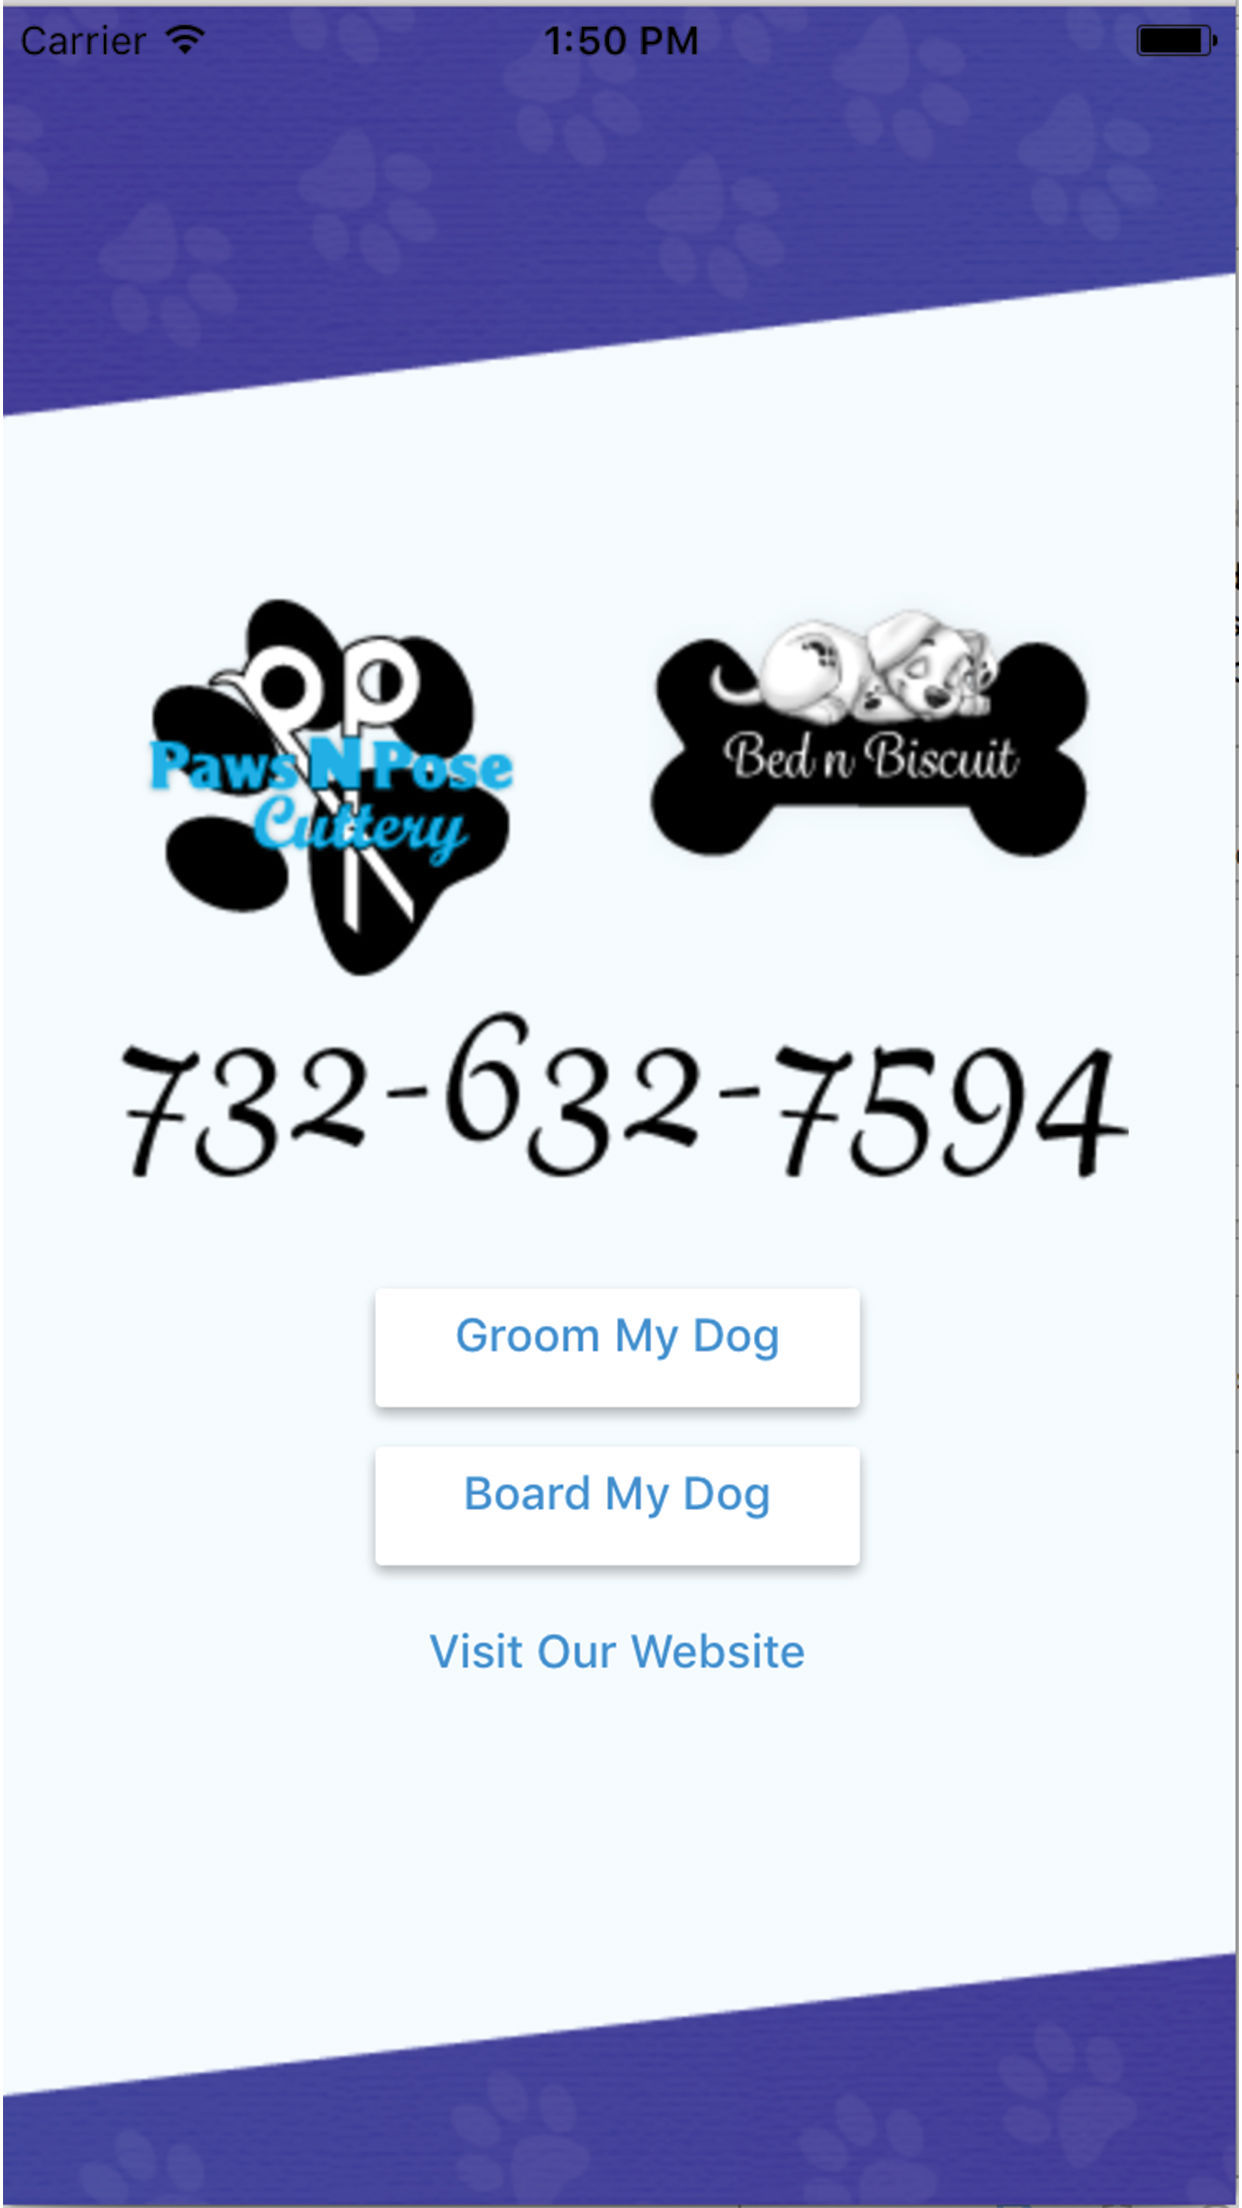 Carrier 1:50 PM
Paws N Pose
Cuttery
Bed n Biscuit
732-632-7594
Groom My Dog
Board My Dog
Visit Our Website